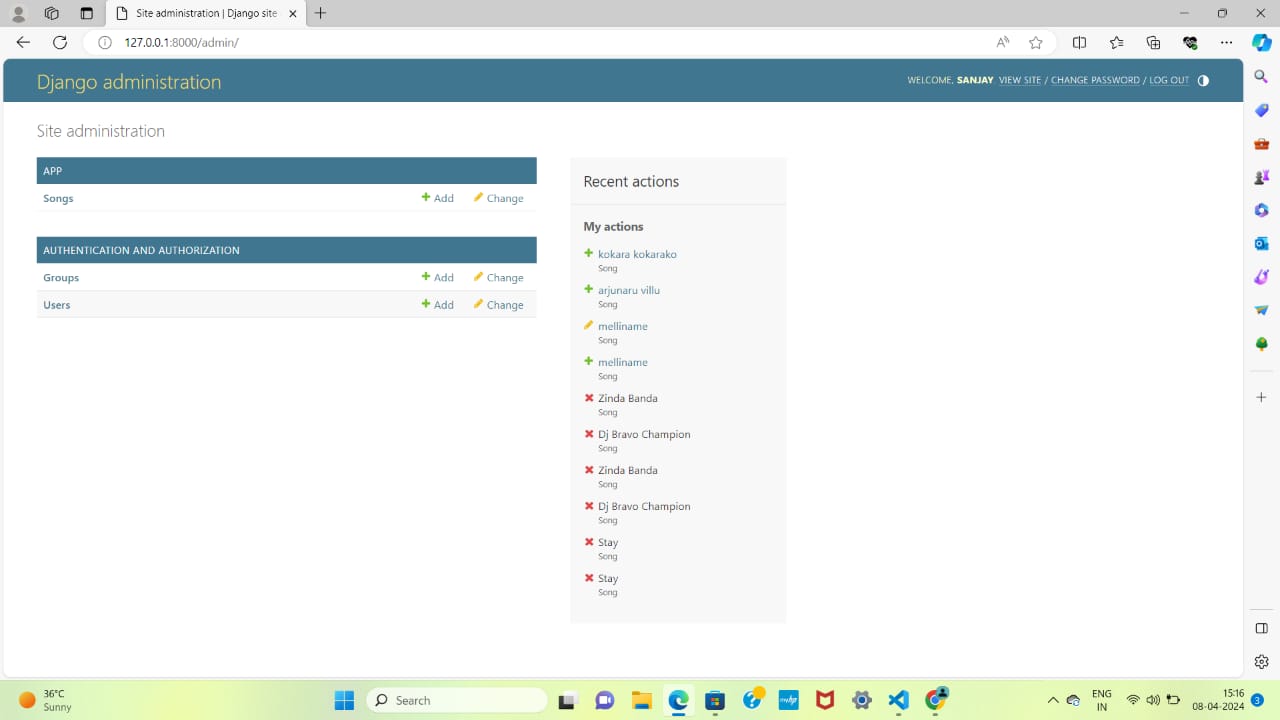 Site administration | Django site
127.0.0.1:8000/admin/
Django administration
WELCOME, SANJAY. VIEW SITE / CHANGE PASSWORD / LOG OUT
Site administration
APP
Songs Add Change
AUTHENTICATION AND AUTHORIZATION
Groups Add Change
Users Add Change
Recent actions
My actions
kokara kokarako
Song
arjunaru villu
Song
melliname
Song
melliname
Song
Zinda Banda
Song
Dj Bravo Champion
Song
Zinda Banda
Song
Dj Bravo Champion
Song
Stay
Song
Stay
Song
36°C
Sunny
Search
myhp
ENG
IN
15:16
08-04-2024
3